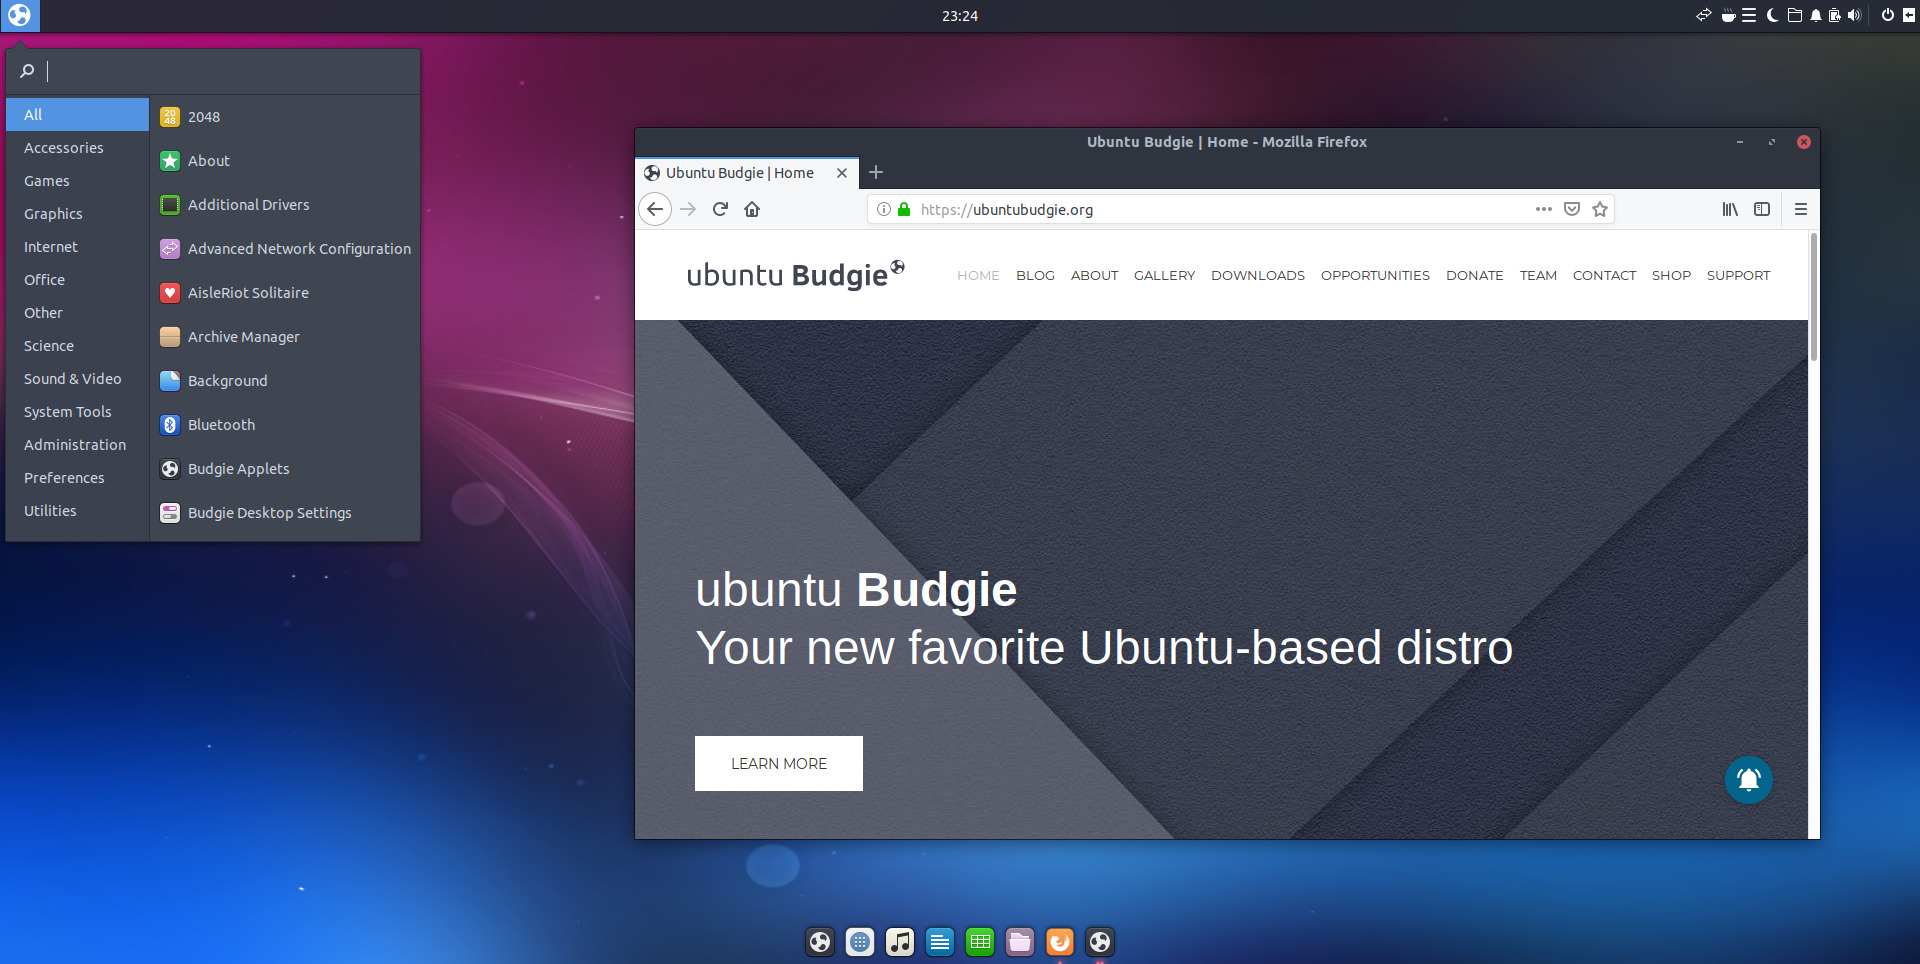 23:24
All
Accessories
Games
Graphics
Internet
Office
Other
Science
Sound & Video
System Tools
Administration
Preferences
Utilities
20
48
2048
About
Additional Drivers
Advanced Network Configuration
AisleRiot Solitaire
Archive Manager
Background
Bluetooth
Budgie Applets
Budgie Desktop Settings
Ubuntu Budgie | Home - Mozilla Firefox
Ubuntu Budgie | Home
https://ubuntubudgie.org
ubuntu Budgie
HOME BLOG ABOUT GALLERY DOWNLOADS OPPORTUNITIES DONATE TEAM CONTACT SHOP SUPPORT
ubuntu Budgie
Your new favorite Ubuntu-based distro
LEARN MORE